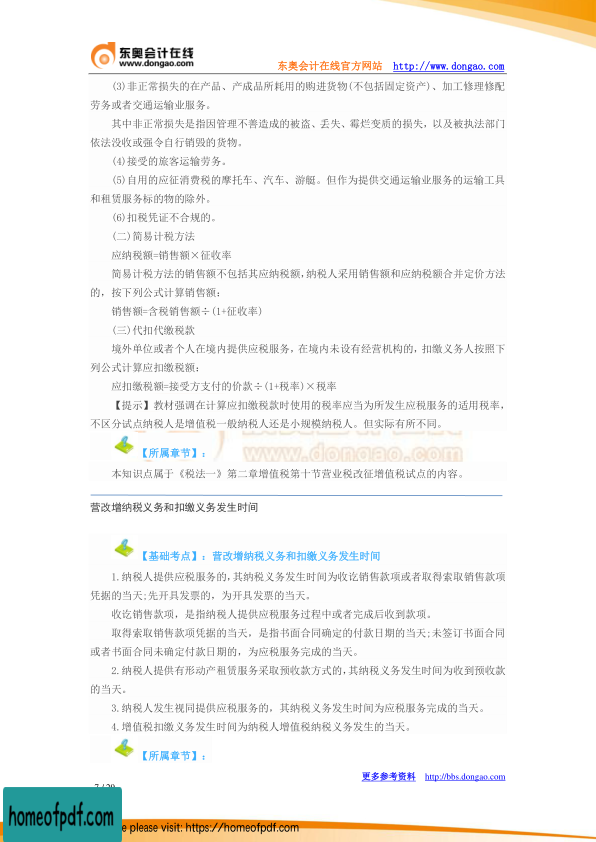 东奥会计在线
www.dongao.com
东奥会计在线官方网站 http://www.dongao.com
(3)非正常损失的在产品、产成品所耗用的购进货物(不包括固定资产)、加工修理修配
劳务或者交通运输业服务。
其中非正常损失是指因管理不善造成的被盗、丢失、霉烂变质的损失，以及被执法部门
依法没收或强令自行销毁的货物。
(4)接受的旅客运输劳务。
(5)自用的应征消费税的摩托车、汽车、游艇。但作为提供交通运输业服务的运输工具
和租赁服务标的物的除外。
(6)扣税凭证不合规的。
(二)简易计税方法
应纳税额=销售额×征收率
简易计税方法的销售额不包括其应纳税额,纳税人采用销售额和应纳税额合并定价方法
的，按下列公式计算销售额：
销售额=含税销售额÷(1+征收率)
(三)代扣代缴税款
境外单位或者个人在境内提供应税服务，在境内未设有经营机构的，扣缴义务人按照下
列公式计算应扣缴税额：
应扣缴税额=接受方支付的价款÷(1+税率)×税率
【提示】教材强调在计算应扣缴税款时使用的税率应当为所发生应税服务的适用税率，
不区分试点纳税人是增值税一般纳税人还是小规模纳税人。但实际有所不同。
www.dongao.com
【所属章节】：
本知识点属于《税法一》第二章增值税第十节营业税改征增值税试点的内容。
营改增纳税义务和扣缴义务发生时间
【基础考点】：营改增纳税义务和扣缴义务发生时间
1.纳税人提供应税服务的,其纳税义务发生时间为收讫销售款项或者取得索取销售款项
凭据的当天;先开具发票的，为开具发票的当天。
收讫销售款项，是指纳税人提供应税服务过程中或者完成后收到款项。
取得索取销售款项凭据的当天，是指书面合同确定的付款日期的当天;未签订书面合同
或者书面合同未确定付款日期的，为应税服务完成的当天。
2.纳税人提供有形动产租赁服务采取预收款方式的,其纳税义务发生时间为收到预收款
的当天。
3.纳税人发生视同提供应税服务的，其纳税义务发生时间为应税服务完成的当天。
4.增值税扣缴义务发生时间为纳税人增值税纳税义务发生的当天。
【所属章节】：
更多参考资料 http://bbs.dongao.com
homeofpdf.com
please visit: https://homeofpdf.com